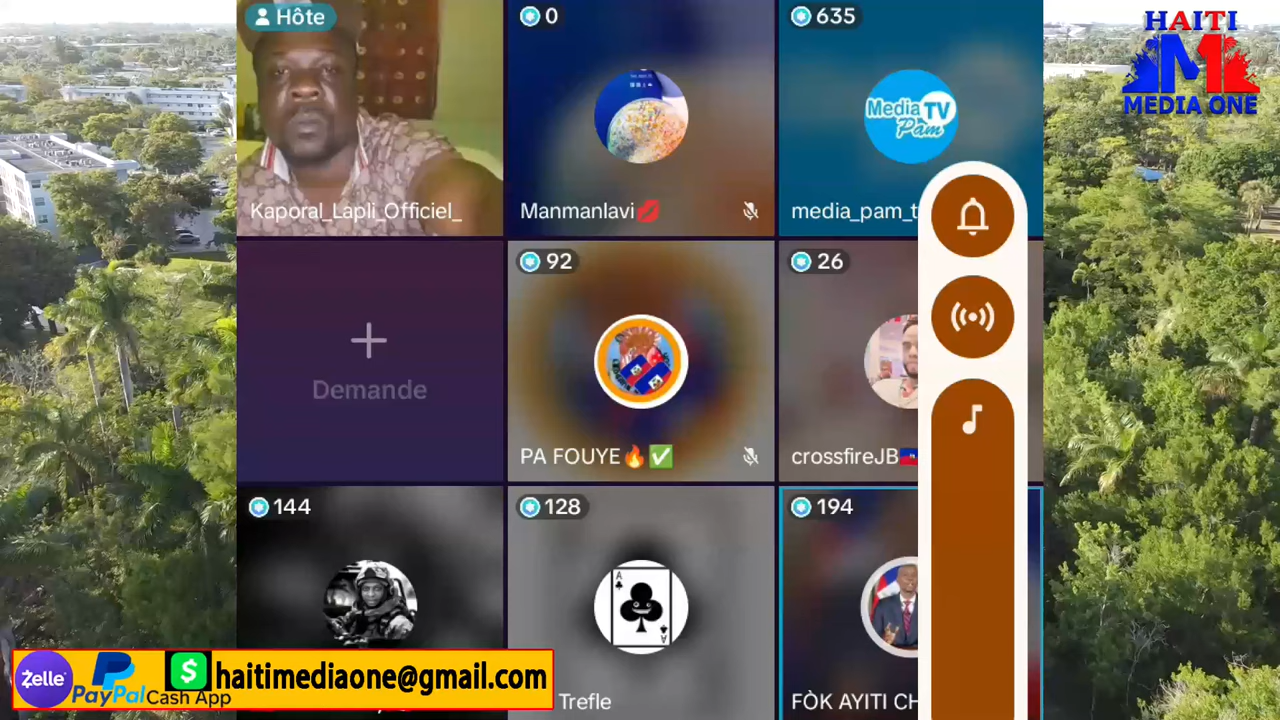 Hôte
0
635
HAITI
M
MEDIA ONE
Media TV
Pam
Kaporal_Lapli_Officiel_
Manmanlavi💋
media_pam_t
92
26
Demande
PA FOUYE🔥✅
crossfireJB🇭🇹
144
128
194
A
A
Zelle
PayPal
Cash App
$
haitimediaone@gmail.com
Trefle
FÒK AYITI CH